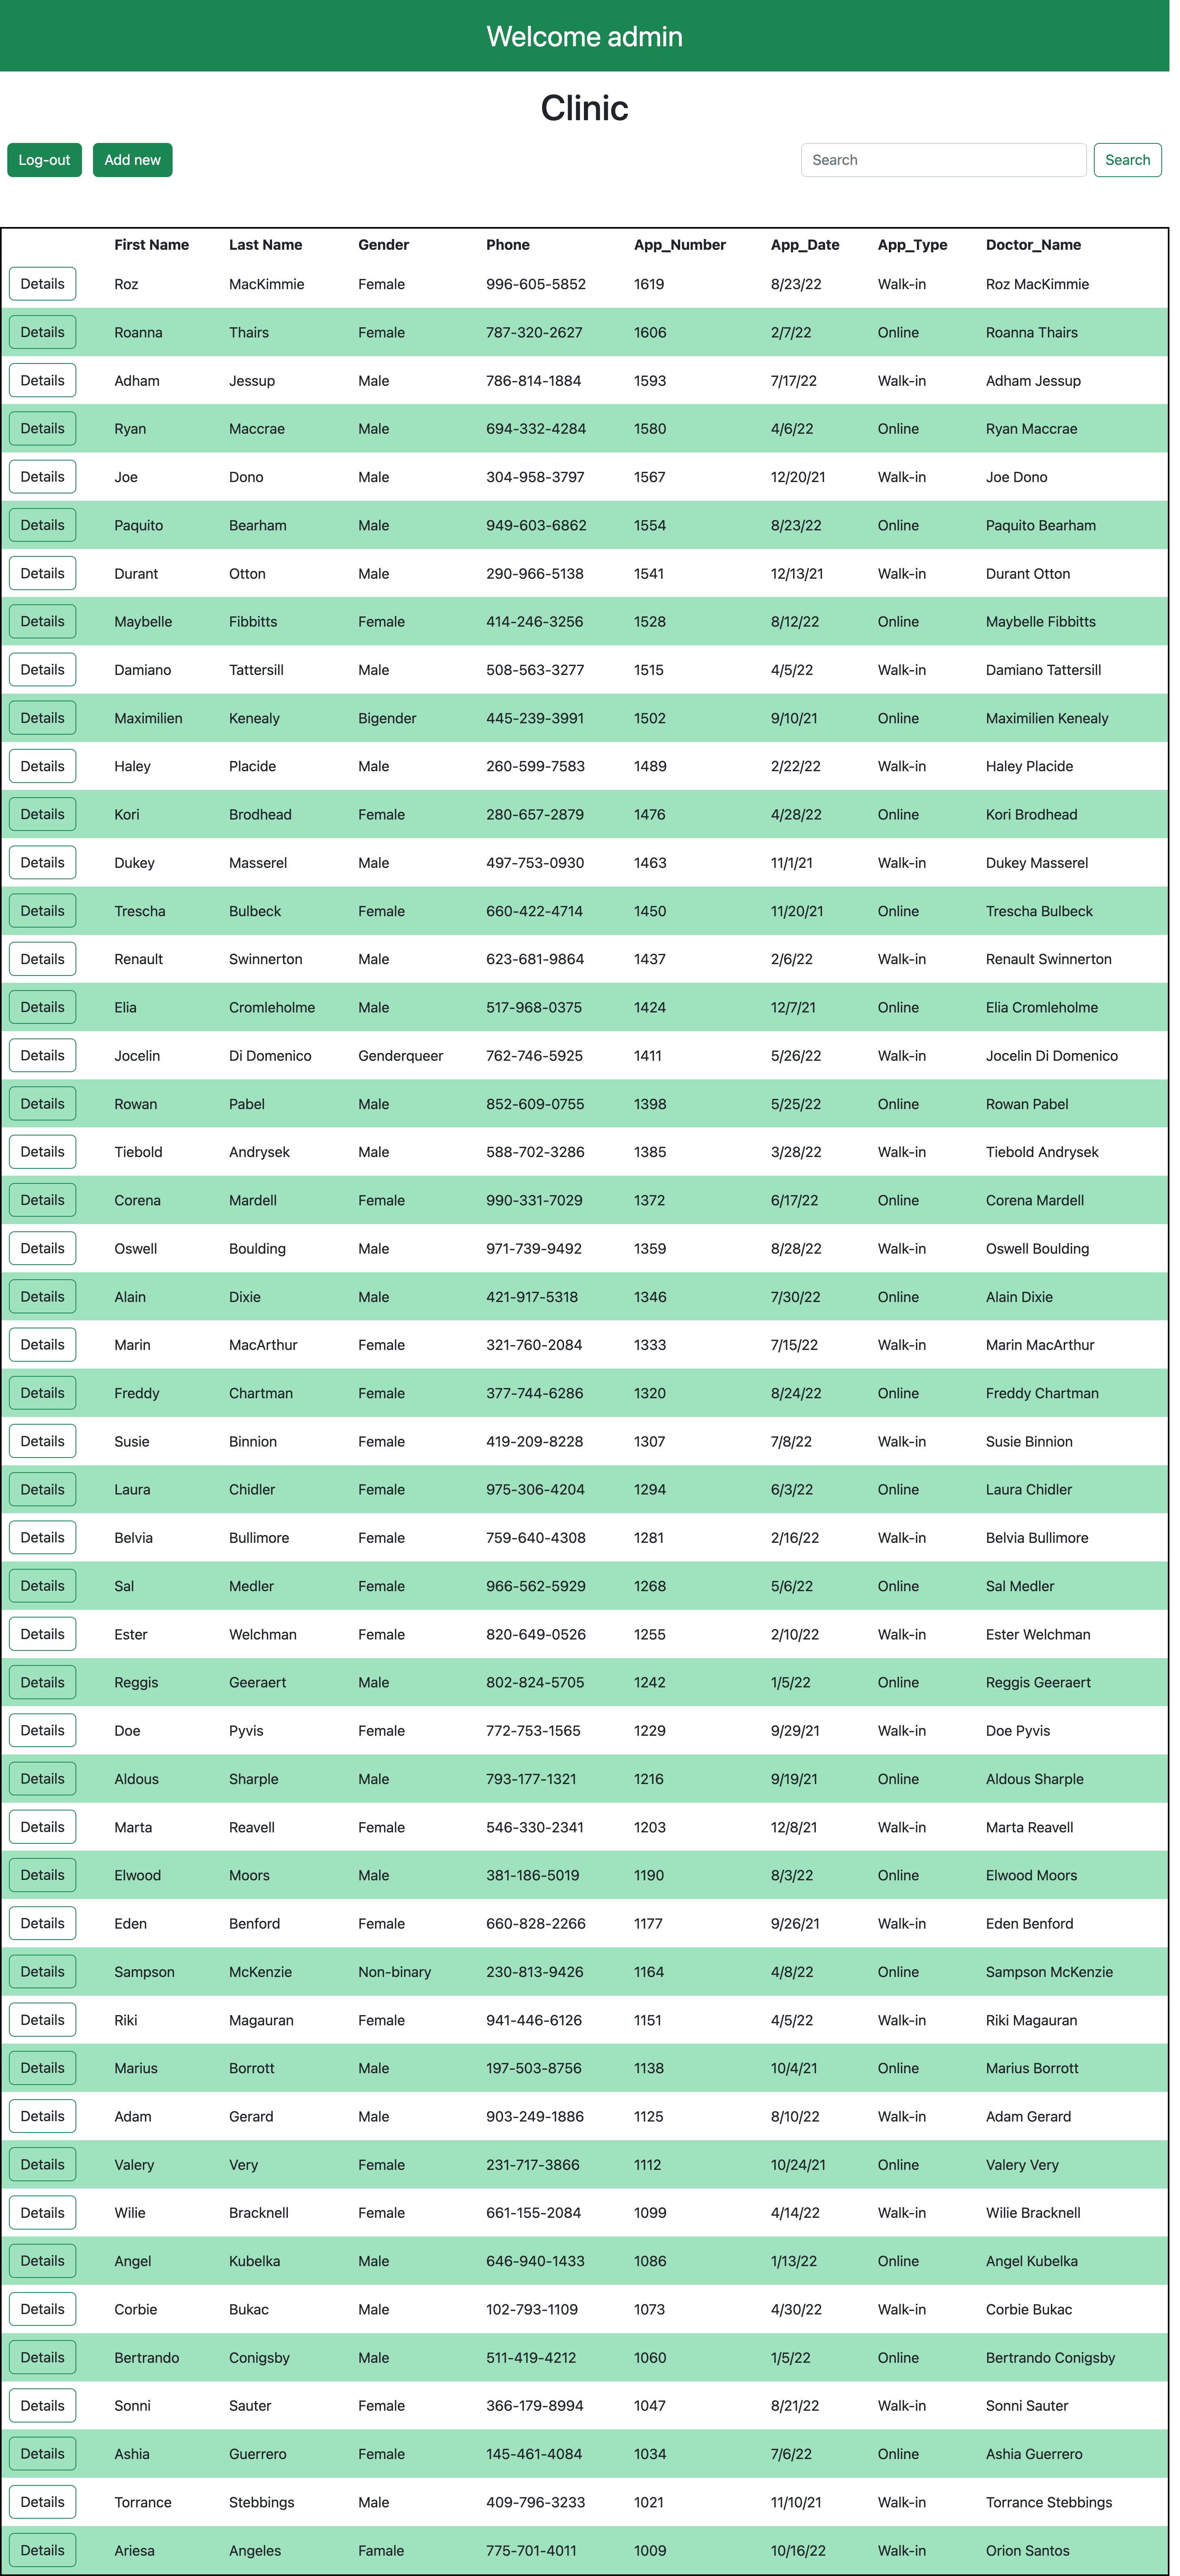 Welcome admin
Clinic
Log-out Add new Search Search
First Name Last Name Gender Phone App_Number App_Date App_Type Doctor_Name
Details Roz MacKimmie Female 996-605-5852 1619 8/23/22 Walk-in Roz MacKimmie
Details Roanna Thairs Female 787-320-2627 1606 2/7/22 Online Roanna Thairs
Details Adham Jessup Male 786-814-1884 1593 7/17/22 Walk-in Adham Jessup
Details Ryan Maccrae Male 694-332-4284 1580 4/6/22 Online Ryan Maccrae
Details Joe Dono Male 304-958-3797 1567 12/20/21 Walk-in Joe Dono
Details Paquito Bearham Male 949-603-6862 1554 8/23/22 Online Paquito Bearham
Details Durant Otton Male 290-966-5138 1541 12/13/21 Walk-in Durant Otton
Details Maybelle Fibbitts Female 414-246-3256 1528 8/12/22 Online Maybelle Fibbitts
Details Damiano Tattersill Male 508-563-3277 1515 4/5/22 Walk-in Damiano Tattersill
Details Maximilien Kenealy Bigender 445-239-3991 1502 9/10/21 Online Maximilien Kenealy
Details Haley Placide Male 260-599-7583 1489 2/22/22 Walk-in Haley Placide
Details Kori Brodhead Female 280-657-2879 1476 4/28/22 Online Kori Brodhead
Details Dukey Masserel Male 497-753-0930 1463 11/1/21 Walk-in Dukey Masserel
Details Trescha Bulbeck Female 660-422-4714 1450 11/20/21 Online Trescha Bulbeck
Details Renault Swinnerton Male 623-681-9864 1437 2/6/22 Walk-in Renault Swinnerton
Details Elia Cromleholme Male 517-968-0375 1424 12/7/21 Online Elia Cromleholme
Details Jocelin Di Domenico Genderqueer 762-746-5925 1411 5/26/22 Walk-in Jocelin Di Domenico
Details Rowan Pabel Male 852-609-0755 1398 5/25/22 Online Rowan Pabel
Details Tiebold Andrysek Male 588-702-3286 1385 3/28/22 Walk-in Tiebold Andrysek
Details Corena Mardell Female 990-331-7029 1372 6/17/22 Online Corena Mardell
Details Oswell Boulding Male 971-739-9492 1359 8/28/22 Walk-in Oswell Boulding
Details Alain Dixie Male 421-917-5318 1346 7/30/22 Online Alain Dixie
Details Marin MacArthur Female 321-760-2084 1333 7/15/22 Walk-in Marin MacArthur
Details Freddy Chartman Female 377-744-6286 1320 8/24/22 Online Freddy Chartman
Details Susie Binnion Female 419-209-8228 1307 7/8/22 Walk-in Susie Binnion
Details Laura Chidler Female 975-306-4204 1294 6/3/22 Online Laura Chidler
Details Belvia Bullimore Female 759-640-4308 1281 2/16/22 Walk-in Belvia Bullimore
Details Sal Medler Female 966-562-5929 1268 5/6/22 Online Sal Medler
Details Ester Welchman Female 820-649-0526 1255 2/10/22 Walk-in Ester Welchman
Details Reggis Geeraert Male 802-824-5705 1242 1/5/22 Online Reggis Geeraert
Details Doe Pyvis Female 772-753-1565 1229 9/29/21 Walk-in Doe Pyvis
Details Aldous Sharple Male 793-177-1321 1216 9/19/21 Online Aldous Sharple
Details Marta Reavell Female 546-330-2341 1203 12/8/21 Walk-in Marta Reavell
Details Elwood Moors Male 381-186-5019 1190 8/3/22 Online Elwood Moors
Details Eden Benford Female 660-828-2266 1177 9/26/21 Walk-in Eden Benford
Details Sampson McKenzie Non-binary 230-813-9426 1164 4/8/22 Online Sampson McKenzie
Details Riki Magauran Female 941-446-6126 1151 4/5/22 Walk-in Riki Magauran
Details Marius Borrott Male 197-503-8756 1138 10/4/21 Online Marius Borrott
Details Adam Gerard Male 903-249-1886 1125 8/10/22 Walk-in Adam Gerard
Details Valery Very Female 231-717-3866 1112 10/24/21 Online Valery Very
Details Wilie Bracknell Female 661-155-2084 1099 4/14/22 Walk-in Wilie Bracknell
Details Angel Kubelka Male 646-940-1433 1086 1/13/22 Online Angel Kubelka
Details Corbie Bukac Male 102-793-1109 1073 4/30/22 Walk-in Corbie Bukac
Details Bertrando Conigsby Male 511-419-4212 1060 1/5/22 Online Bertrando Conigsby
Details Sonni Sauter Female 366-179-8994 1047 8/21/22 Walk-in Sonni Sauter
Details Ashia Guerrero Female 145-461-4084 1034 7/6/22 Online Ashia Guerrero
Details Torrance Stebbings Male 409-796-3233 1021 11/10/21 Walk-in Torrance Stebbings
Details Ariesa Angeles Famale 775-701-4011 1009 10/16/22 Walk-in Orion Santos